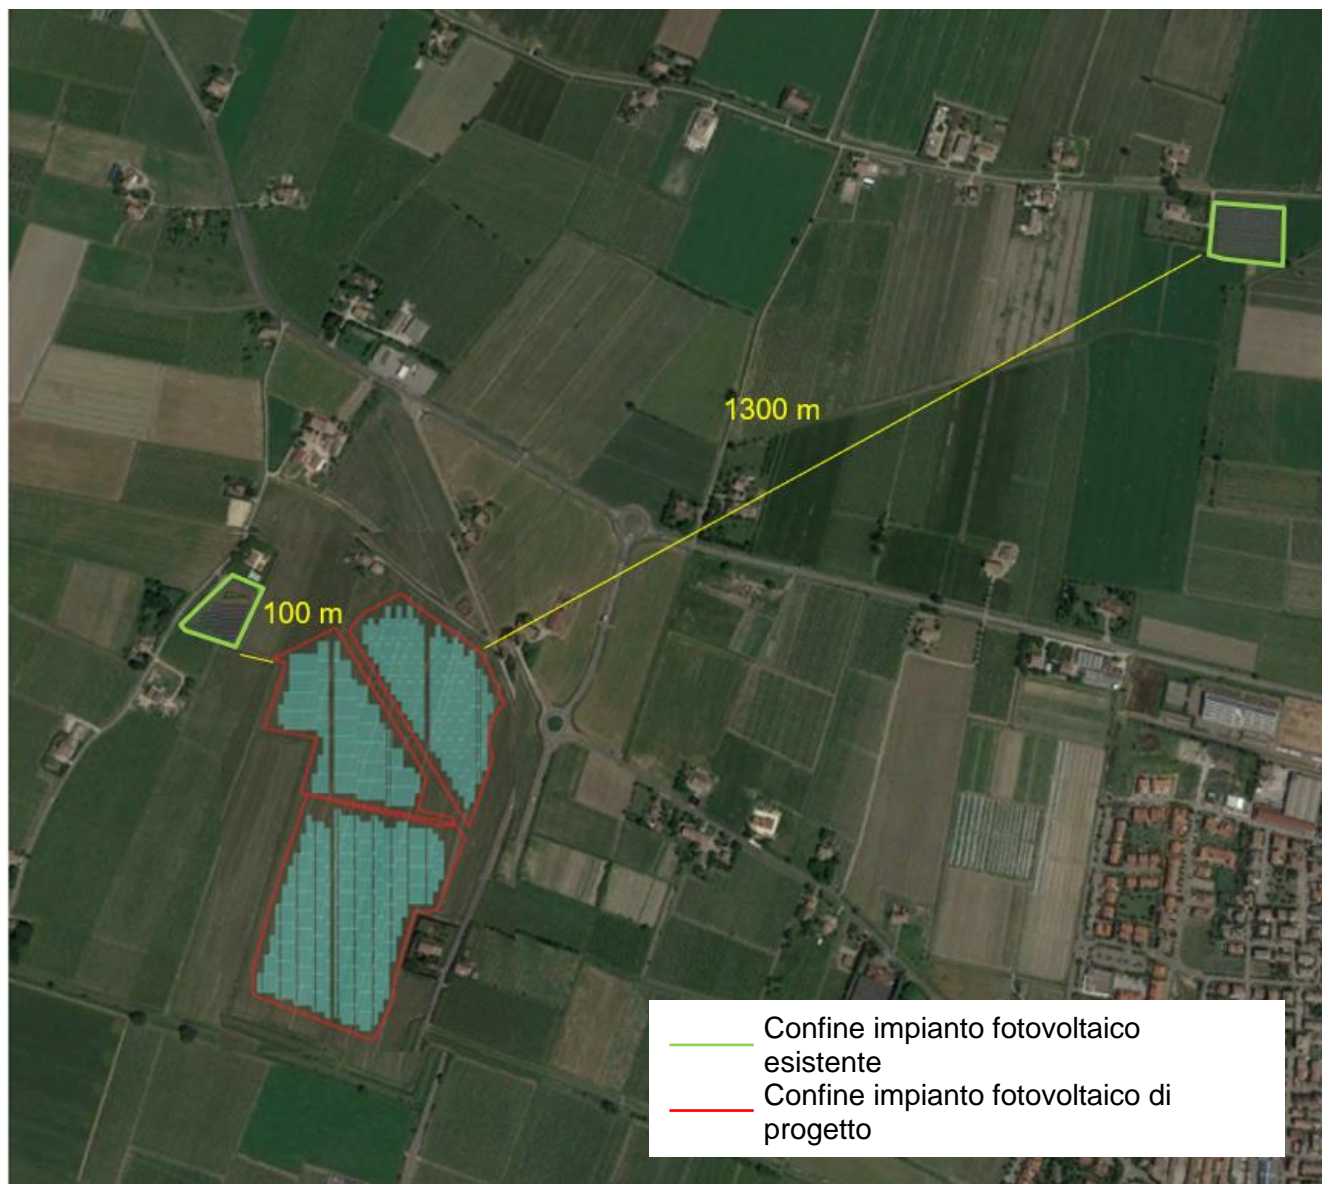 1300 m
100 m
Confine impianto fotovoltaico
esistente
Confine impianto fotovoltaico di
progetto